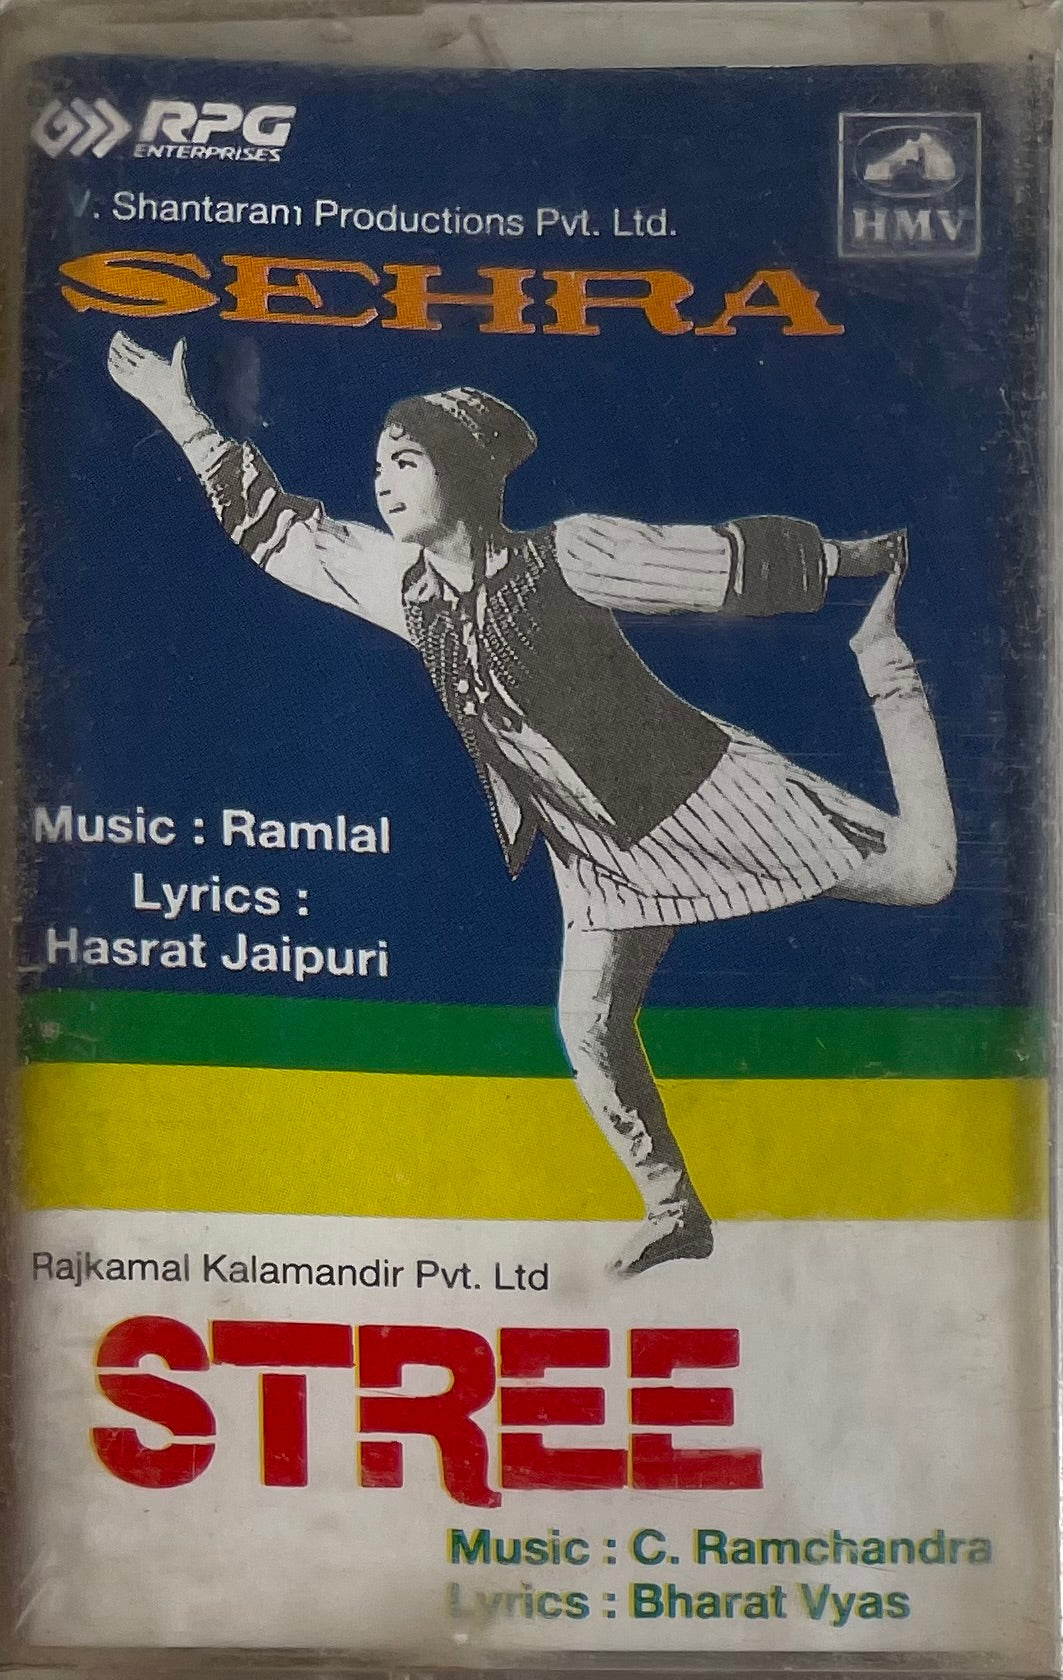 RPG
ENTERPRISES
HMV
V. Shantaram Productions Pvt. Ltd.
SEHRA
Music : Ramlal
Lyrics :
Hasrat Jaipuri
Rajkamal Kalamandir Pvt. Ltd
STREE
Music : C. Ramchandra
Lyrics : Bharat Vyas